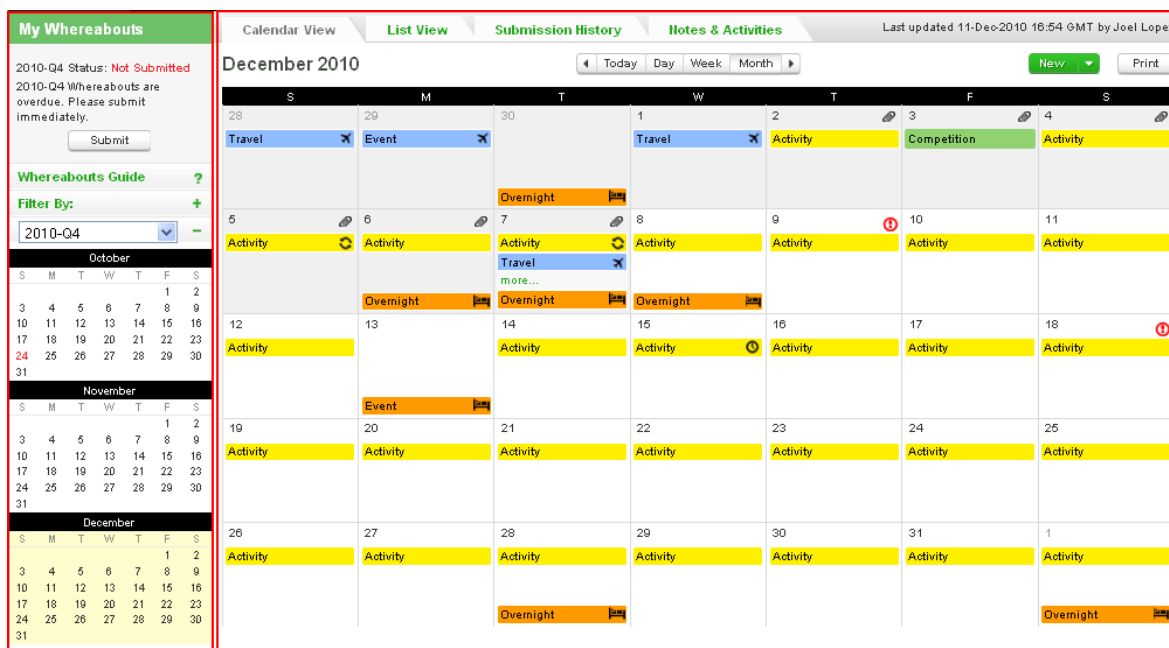 My Whereabouts
2010-Q4 Status: Not Submitted
2010-Q4 Whereabouts are
overdue. Please submit
immediately.
Submit
Whereabouts Guide ?
Filter By: +
2010-Q4 −
October
S M T W T F S
1 2
3 4 5 6 7 8 9
10 11 12 13 14 15 16
17 18 19 20 21 22 23
24 25 26 27 28 29 30
31
November
S M T W T F S
1 2
3 4 5 6 7 8 9
10 11 12 13 14 15 16
17 18 19 20 21 22 23
24 25 26 27 28 29 30
31
December
S M T W T F S
1 2
3 4 5 6 7 8 9
10 11 12 13 14 15 16
17 18 19 20 21 22 23
24 25 26 27 28 29 30
31
Calendar View List View Submission History Notes & Activities Last updated 11-Dec-2010 16:54 GMT by Joel Lope
December 2010 Today Day Week Month New Print
S M T W T F S
28 29 30 1 2 3 4
Travel Event Travel Activity Competition Activity
Overnight
5 6 7 8 9 10 11
Activity Activity Activity Activity Activity Activity Activity
Travel
more...
Overnight Overnight Overnight
12 13 14 15 16 17 18
Activity Activity Activity Activity Activity Activity
Event
19 20 21 22 23 24 25
Activity Activity Activity Activity Activity Activity Activity
26 27 28 29 30 31 1
Activity Activity Activity Activity Activity Activity Activity
Overnight Overnight